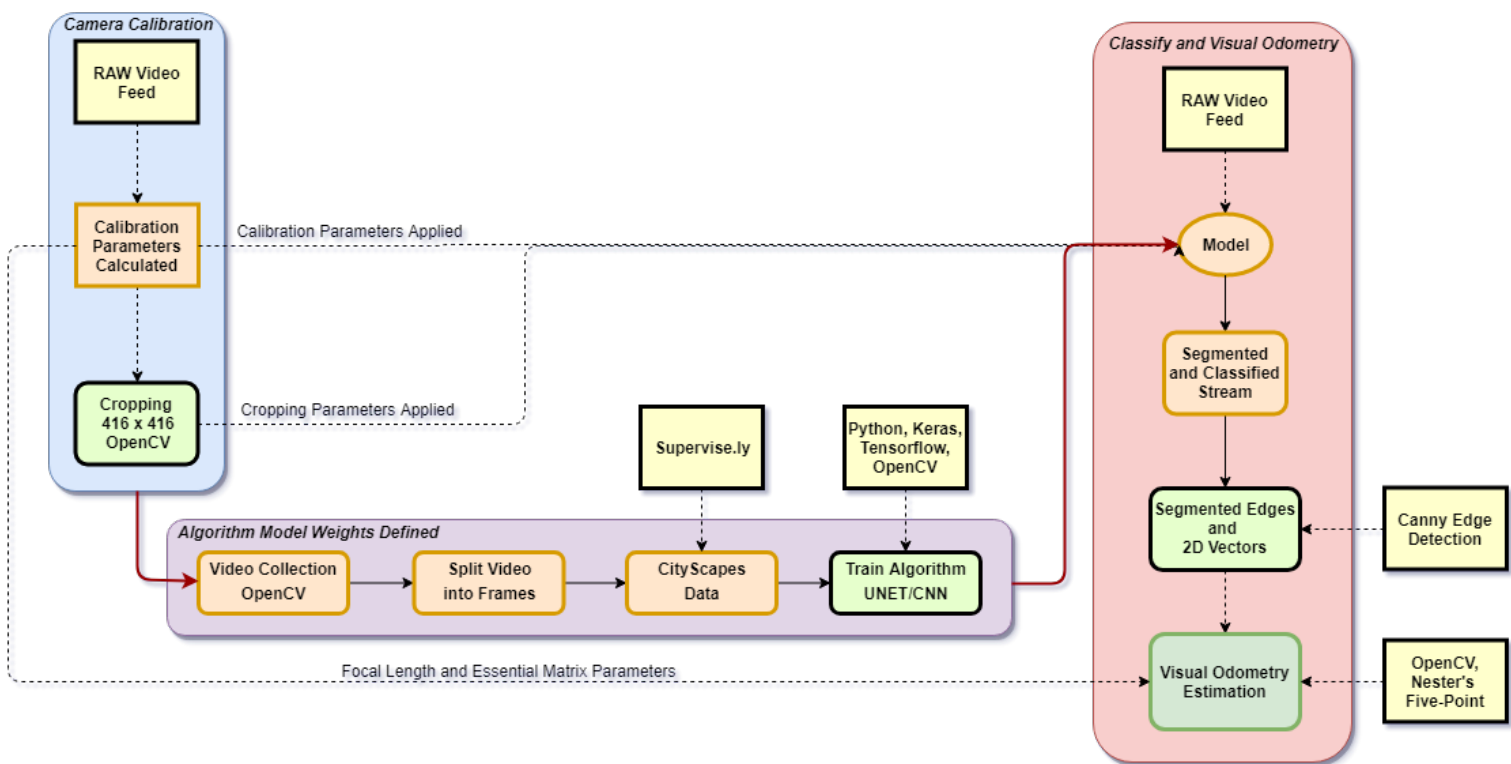 Camera Calibration
RAW Video
Feed
Calibration
Parameters
Calculated
Cropping
416 x 416
OpenCV
Calibration Parameters Applied
Cropping Parameters Applied
Supervise.ly
Python, Keras,
Tensorflow,
OpenCV
Algorithm Model Weights Defined
Video Collection
OpenCV
Split Video
into Frames
CityScapes
Data
Train Algorithm
UNET/CNN
Focal Length and Essential Matrix Parameters
Classify and Visual Odometry
RAW Video
Feed
Model
Segmented
and Classified
Stream
Segmented Edges
and
2D Vectors
Canny Edge
Detection
Visual Odometry
Estimation
OpenCV,
Nester's
Five-Point